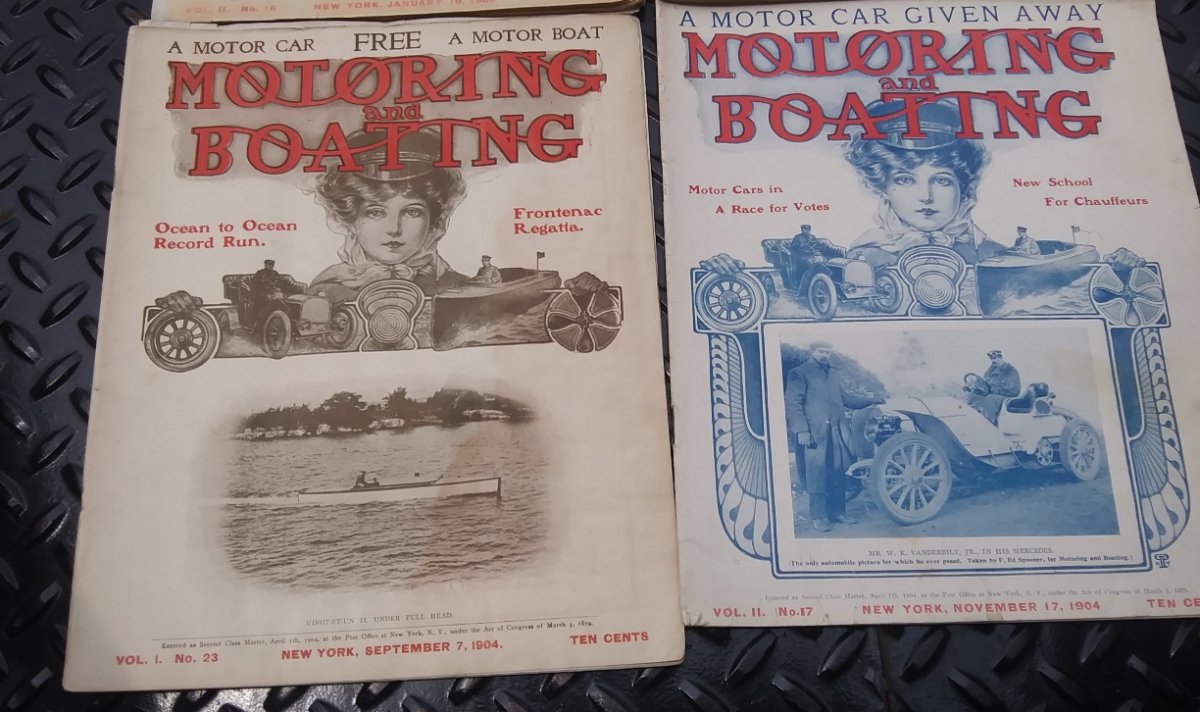 VOL. II. No. 16 NEW YORK, JANUARY 19,
A MOTOR CAR FREE A MOTOR BOAT
MOTORING
and
BOATING
Ocean to Ocean
Record Run.
Frontenac
Regatta.
VINGT-ET-UN II. UNDER FULL HEAD.
Entered as Second Class Matter, April 7th, 1904, at the Post Office at New York, N. Y., under the Act of Congress of March 3, 1879.
VOL. I. No. 23 NEW YORK, SEPTEMBER 7, 1904. TEN CENTS
A MOTOR CAR GIVEN AWAY
MOTORING
and
BOATING
Motor Cars in
A Race for Votes
New School
For Chauffeurs
MR. W. K. VANDERBILT, JR., IN HIS MERCEDES.
(The only automobile picture for which he ever posed. Taken by F. Ed Spooner, for Motoring and Boating.)
Entered as Second Class Matter, April 7th, 1904, at the Post Office at New York, N. Y., under the Act of Congress of March 3, 1879.
VOL. II. No. 17 NEW YORK, NOVEMBER 17, 1904 TEN CE